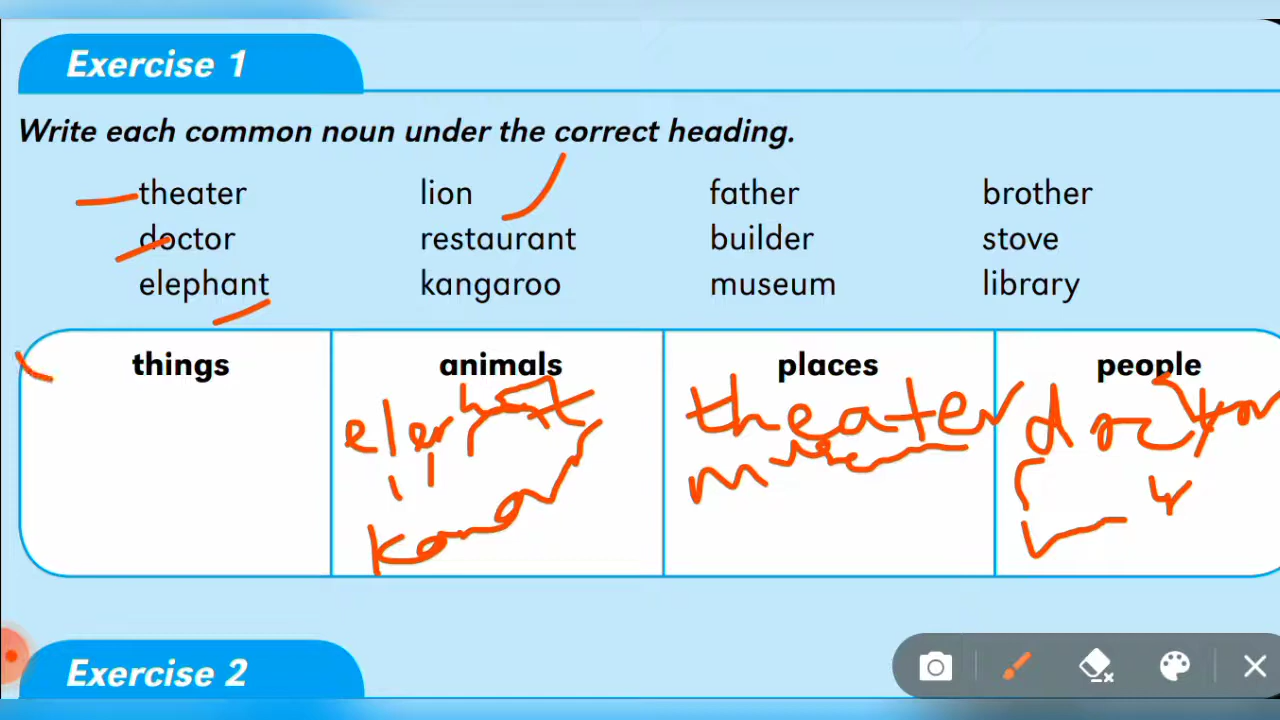 Exercise 1
Write each common noun under the correct heading.
theater lion father brother
doctor restaurant builder stove
elephant kangaroo museum library
things animals places people
theater doctor
Exercise 2